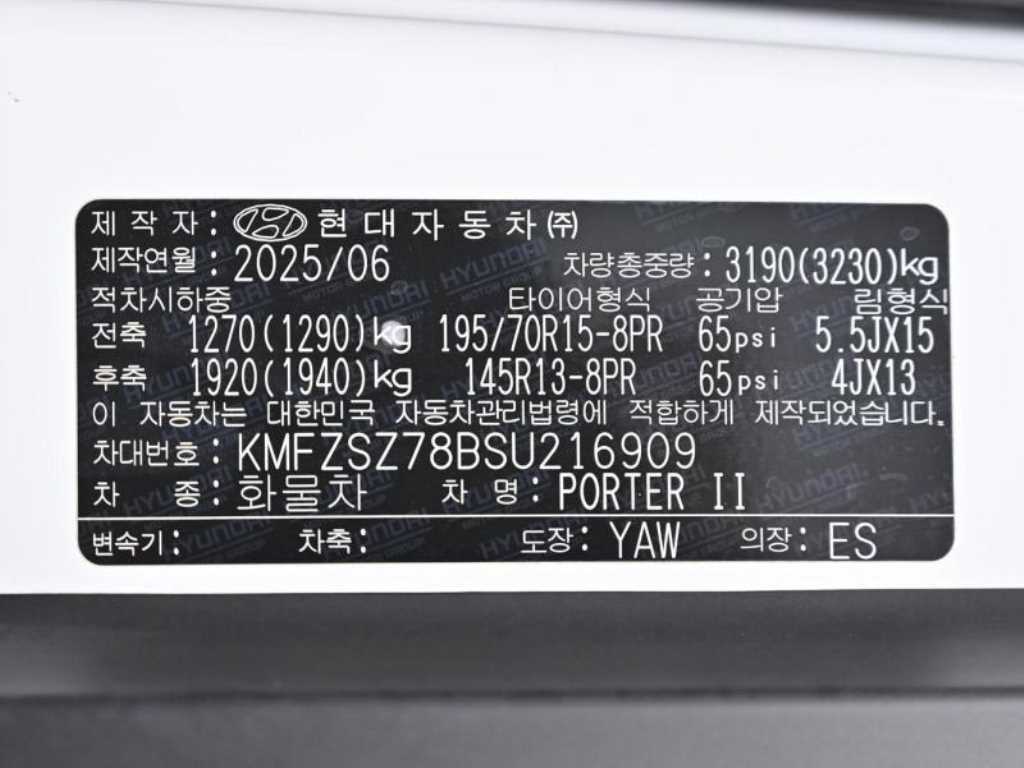 제 작 자 : 현대자동차㈜
제작연월 : 2025/06 차량총중량 : 3190(3230)kg
적차시하중 타이어형식 공기압 림형식
전축 1270(1290)kg 195/70R15-8PR 65psi 5.5JX15
후축 1920(1940)kg 145R13-8PR 65psi 4JX13
이 자동차는 대한민국 자동차관리법령에 적합하게 제작되었습니다.
차대번호 : KMFZSZ78BSU216909
차 종 : 화물차 차 명 : PORTER II
변속기 : 차축 : 도장 : YAW 의장 : ES